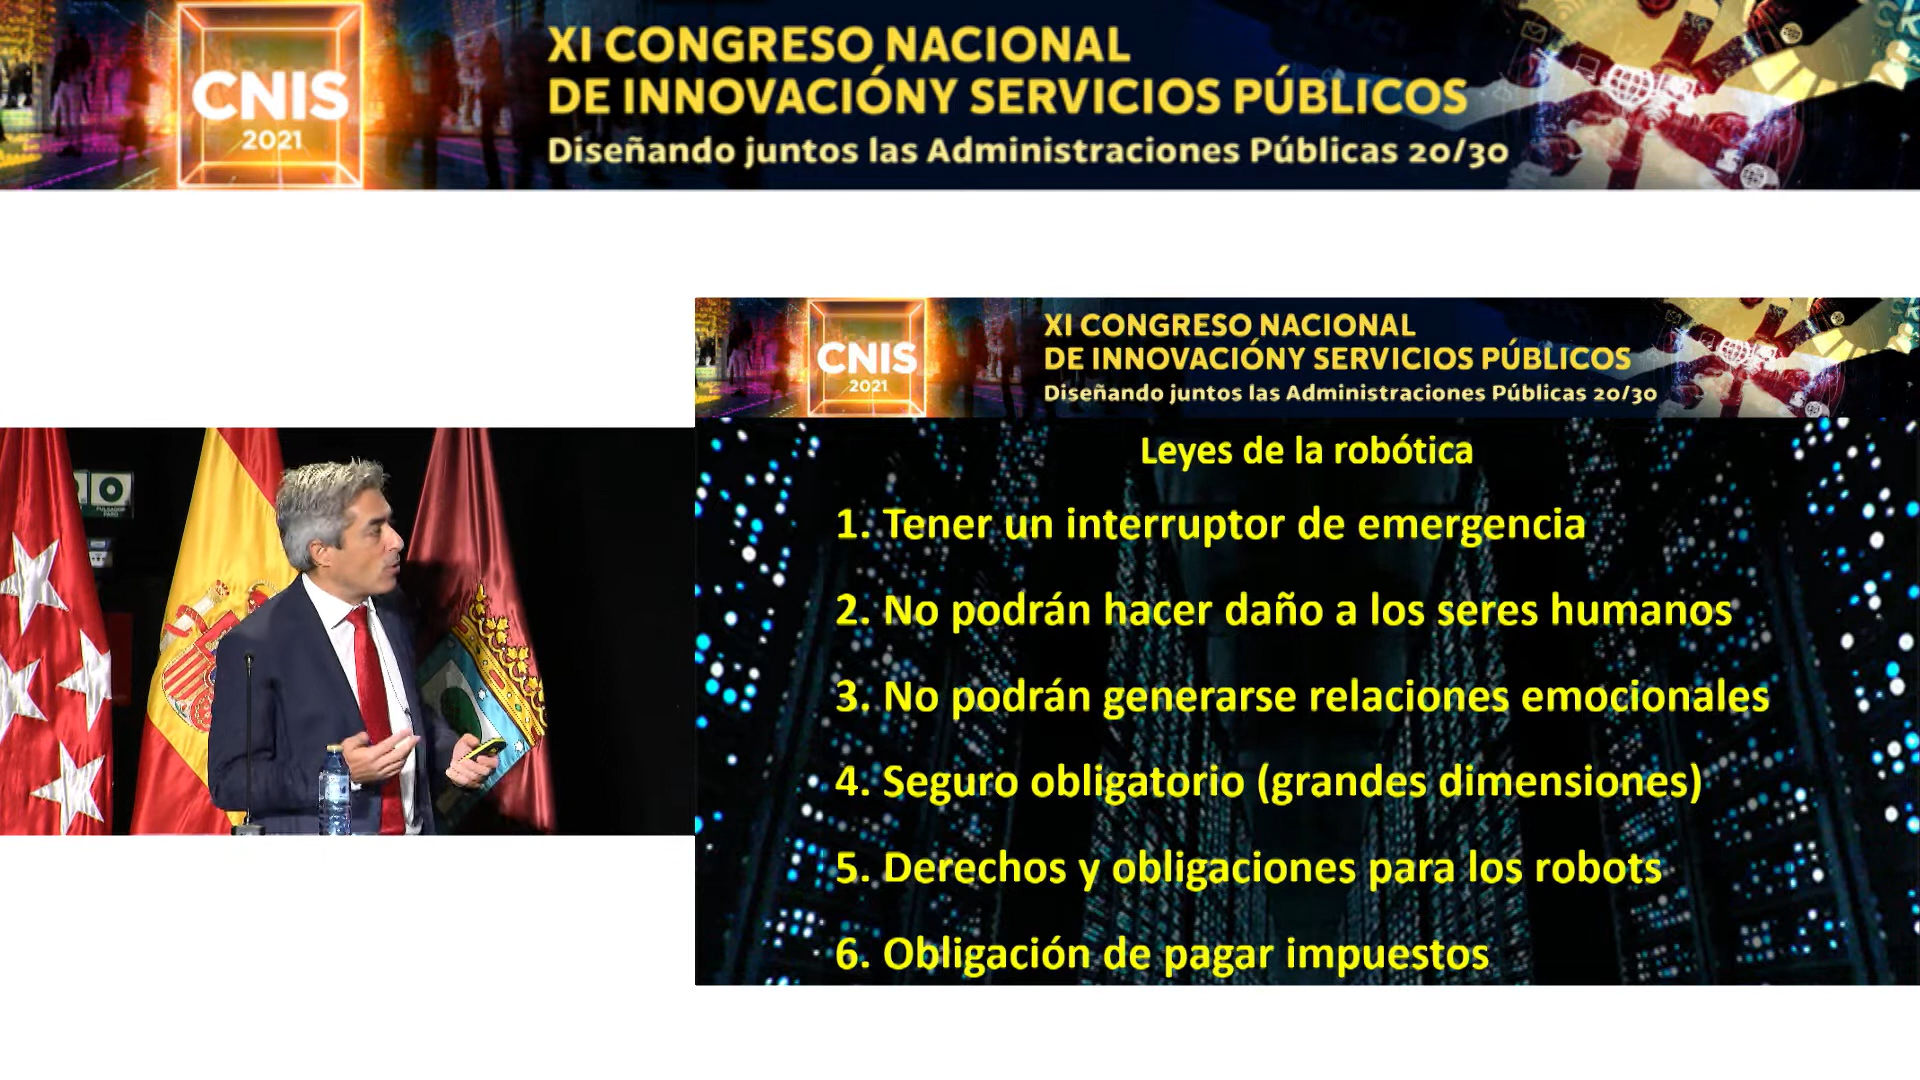 CNIS
2021
XI CONGRESO NACIONAL
DE INNOVACIÓNY SERVICIOS PÚBLICOS
Diseñando juntos las Administraciones Públicas 20/30
CNIS
2021
XI CONGRESO NACIONAL
DE INNOVACIÓNY SERVICIOS PÚBLICOS
Diseñando juntos las Administraciones Públicas 20/30
Leyes de la robótica
1. Tener un interruptor de emergencia
2. No podrán hacer daño a los seres humanos
3. No podrán generarse relaciones emocionales
4. Seguro obligatorio (grandes dimensiones)
5. Derechos y obligaciones para los robots
6. Obligación de pagar impuestos
PULSADOR
PARO